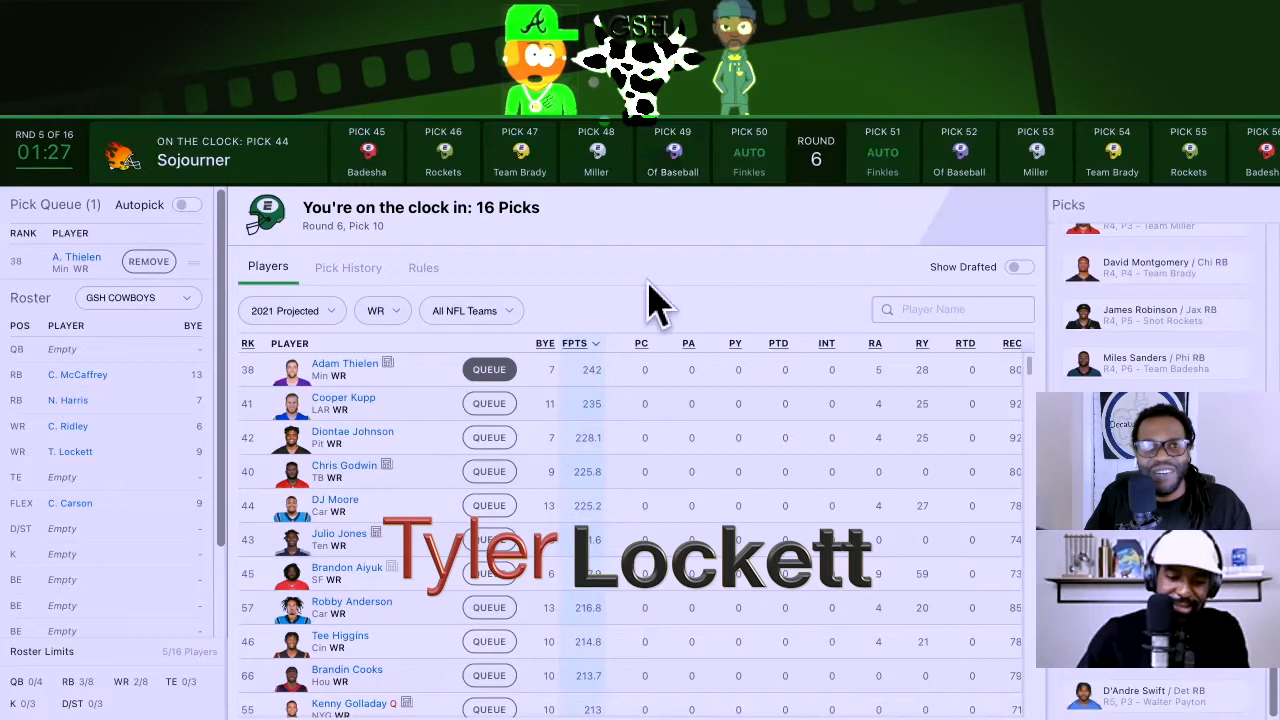 GSH
RND 5 OF 16
01:27
ON THE CLOCK: PICK 44
Sojourner
PICK 45
Badesha
PICK 46
Rockets
PICK 47
Team Brady
PICK 48
Miller
PICK 49
Of Baseball
PICK 50
AUTO
Finkles
ROUND
6
PICK 51
AUTO
Finkles
PICK 52
Of Baseball
PICK 53
Miller
PICK 54
Team Brady
PICK 55
Rockets
Pick Queue (1) Autopick
RANK PLAYER
38 A. Thielen Min WR REMOVE
Roster GSH COWBOYS
POS PLAYER BYE
QB Empty -
RB C. McCaffrey 13
RB N. Harris 7
WR C. Ridley 6
WR T. Lockett 9
TE Empty -
FLEX C. Carson 9
D/ST Empty -
K Empty -
BE Empty -
BE Empty -
BE Empty -
Roster Limits 5/16 Players
QB 0/4 RB 3/8 WR 2/8 TE 0/3
K 0/3 D/ST 0/3
You're on the clock in: 16 Picks
Round 6, Pick 10
Players Pick History Rules
Show Drafted
2021 Projected WR All NFL Teams Player Name
RK PLAYER BYE FPTS PC PA PY PTD INT RA RY RTD REC
38 Adam Thielen Min WR QUEUE 7 242 0 0 0 0 0 5 28 0 80
41 Cooper Kupp LAR WR QUEUE 11 235 0 0 0 0 0 4 25 0 92
42 Diontae Johnson Pit WR QUEUE 7 228.1 0 0 0 0 0 4 25 0 92
40 Chris Godwin TB WR QUEUE 9 225.8 0 0 0 0 0 0 0 0 80
44 DJ Moore Car WR QUEUE 13 225.2 0 0 0 0 0 4 27 0 78
43 Julio Jones Ten WR 0 0 0 0 0 0 0 0
45 Brandon Aiyuk SF WR 59 0 73
57 Robby Anderson Car WR QUEUE 13 216.8 0 0 0 0 0 4 20 0 85
46 Tee Higgins Cin WR QUEUE 10 214.8 0 0 0 0 0 4 21 0 78
66 Brandin Cooks Hou WR QUEUE 10 213.7 0 0 0 0 0 0 0 0 76
55 Kenny Golladay Q NYG WR QUEUE 10 213 0 0 0 0 0 0 0 0 71
Tyler Lockett
Picks
R4, P3 - Team Miller
David Montgomery / Chi RB
R4, P4 - Team Brady
James Robinson / Jax RB
R4, P5 - Snot Rockets
Miles Sanders / Phi RB
R4, P6 - Team Badesha
D'Andre Swift / Det RB
R5, P3 - Walter Payton